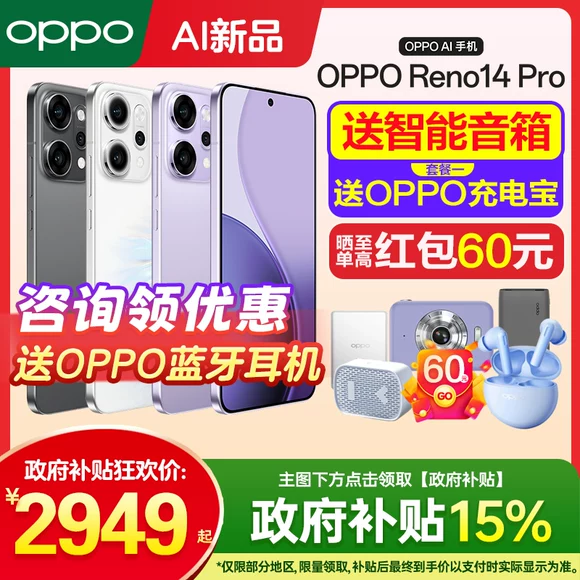 oppo
AI新品
OPPO AI 手机
OPPO Reno14 Pro
送智能音箱
套餐一
送OPPO充电宝
晒单至高红包60元
咨询领优惠
送OPPO蓝牙耳机
oppo
60元
GO
oppo
政府补贴狂欢价:
¥2949起
主图下方点击领取【政府补贴】
政府补贴15%
*仅限部分地区,限量领取,补贴后最终到手价以支付时实际显示为准。